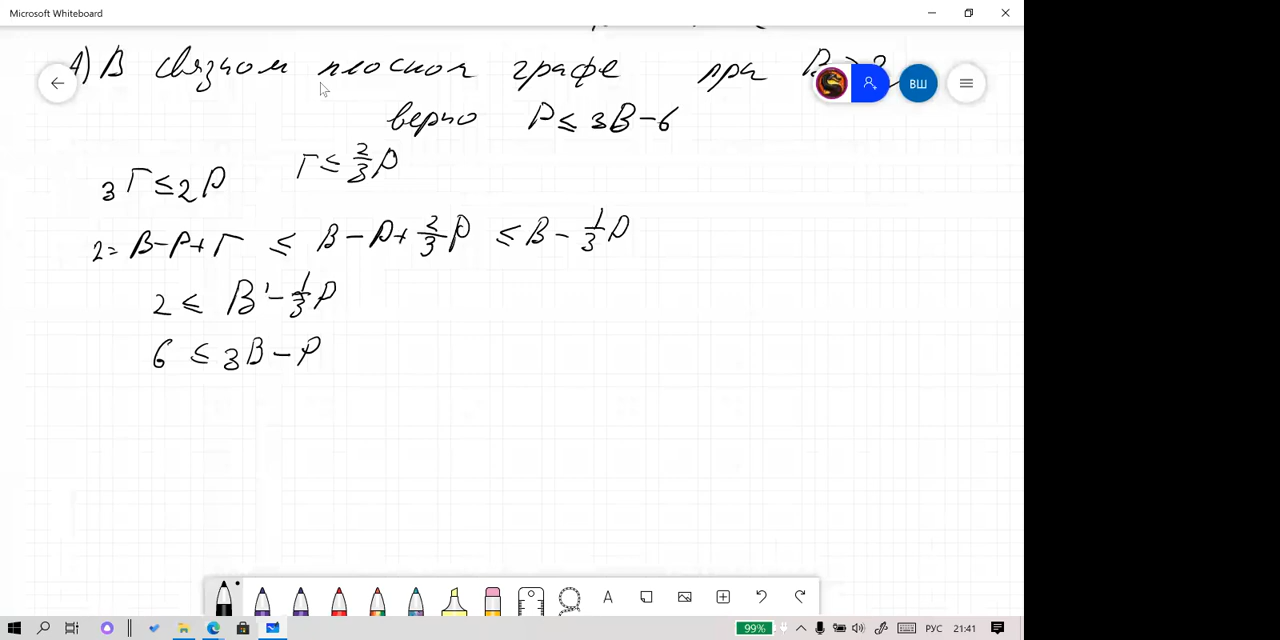 Microsoft Whiteboard
4) В связном плоском графе при
верно Р ≤ 3В − 6
3Г ≤ 2Р Г ≤ 2/3 Р
2 = В − Р + Г ≤ В − Р + 2/3 Р ≤ В − 1/3 Р
2 ≤ В − 1/3 Р
6 ≤ 3В − Р
ВШ
99% РУС 21:41